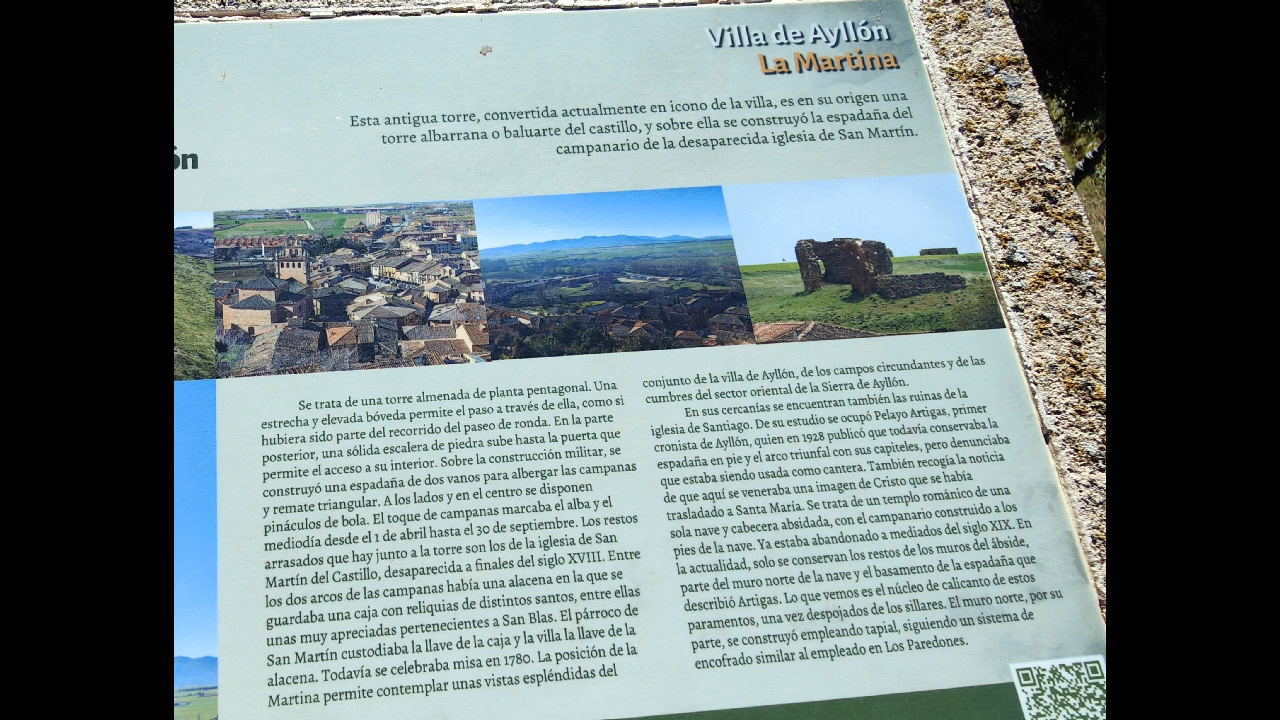 Villa de Ayllón
La Martina
Esta antigua torre, convertida actualmente en icono de la villa, es en su origen una
torre albarrana o baluarte del castillo, y sobre ella se construyó la espadaña del
campanario de la desaparecida iglesia de San Martín.
ón
Se trata de una torre almenada de planta pentagonal. Una
estrecha y elevada bóveda permite el paso a través de ella, como si
hubiera sido parte del recorrido del paseo de ronda. En la parte
posterior, una sólida escalera de piedra sube hasta la puerta que
permite el acceso a su interior. Sobre la construcción militar, se
construyó una espadaña de dos vanos para albergar las campanas
y remate triangular. A los lados y en el centro se disponen
pináculos de bola. El toque de campanas marcaba el alba y el
mediodía desde el 1 de abril hasta el 30 de septiembre. Los restos
arrasados que hay junto a la torre son los de la iglesia de San
Martín del Castillo, desaparecida a finales del siglo XVIII. Entre
los dos arcos de las campanas había una alacena en la que se
guardaba una caja con reliquias de distintos santos, entre ellas
unas muy apreciadas pertenecientes a San Blas. El párroco de
San Martín custodiaba la llave de la caja y la villa la llave de la
alacena. Todavía se celebraba misa en 1780. La posición de la
Martina permite contemplar unas vistas espléndidas del
conjunto de la villa de Ayllón, de los campos circundantes y de las
cumbres del sector oriental de la Sierra de Ayllón.
En sus cercanías se encuentran también las ruinas de la
iglesia de Santiago. De su estudio se ocupó Pelayo Artigas, primer
cronista de Ayllón, quien en 1928 publicó que todavía conservaba la
espadaña en pie y el arco triunfal con sus capiteles, pero denunciaba
que estaba siendo usada como cantera. También recogía la noticia
de que aquí se veneraba una imagen de Cristo que se había
trasladado a Santa María. Se trata de un templo románico de una
sola nave y cabecera absidada, con el campanario construido a los
pies de la nave. Ya estaba abandonado a mediados del siglo XIX. En
la actualidad, solo se conservan los restos de los muros del ábside,
parte del muro norte de la nave y el basamento de la espadaña que
describió Artigas. Lo que vemos es el núcleo de calicanto de estos
paramentos, una vez despojados de los sillares. El muro norte, por su
parte, se construyó empleando tapial, siguiendo un sistema de
encofrado similar al empleado en Los Paredones.